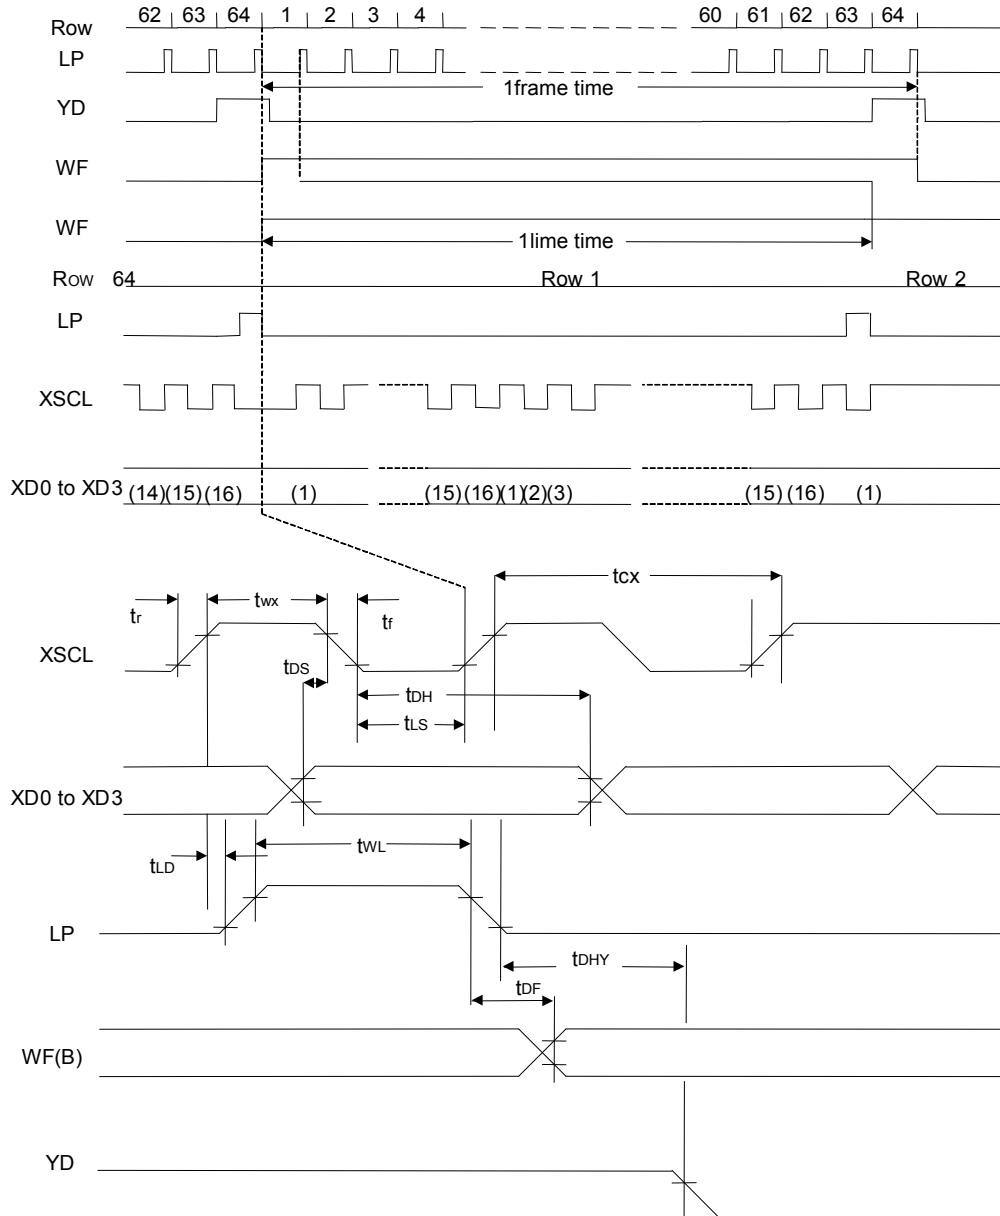 Row 62 63 64 1 2 3 4 60 61 62 63 64
LP
1frame time
YD
WF
WF
1lime time
Row 64 Row 1 Row 2
LP
XSCL
XD0 to XD3 (14)(15)(16) (1) (15)(16)(1)(2)(3) (15)(16) (1)
tcx
tr twx tf
XSCL
tDS
tDH
tLS
XD0 to XD3
tWL
tLD
LP
tDHY
tDF
WF(B)
YD